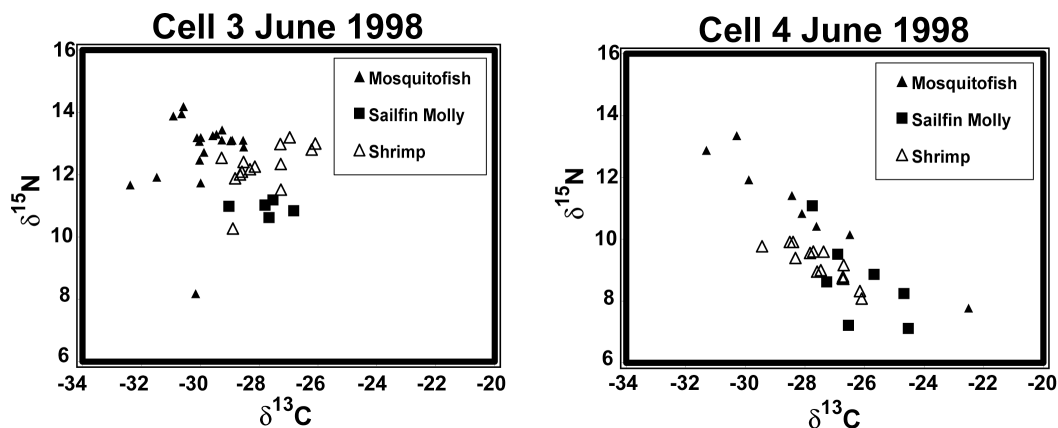 Cell 3 June 1998
16
14
12
10
8
6
δ15N
Mosquitofish
Sailfin Molly
Shrimp
-34 -32 -30 -28 -26 -24 -22 -20
δ13C
Cell 4 June 1998
16
14
12
10
8
6
δ15N
Mosquitofish
Sailfin Molly
Shrimp
-34 -32 -30 -28 -26 -24 -22 -20
δ13C